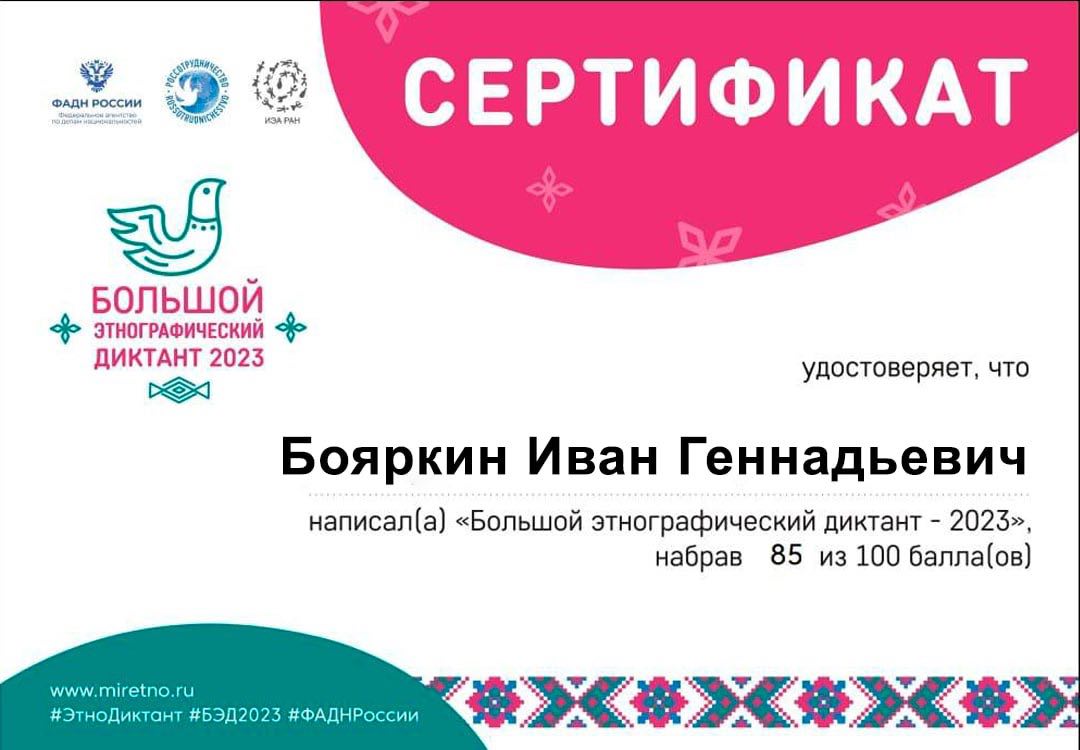 СЕРТИФИКАТ
ФАДН РОССИИ
Федеральное агентство
по делам национальностей
РОССОТРУДНИЧЕСТВО
ROSSOTRUDNICHESTVO
ИЭА РАН
БОЛЬШОЙ
ЭТНОГРАФИЧЕСКИЙ
ДИКТАНТ 2023
удостоверяет, что
Бояркин Иван Геннадьевич
написал(а) «Большой этнографический диктант - 2023»,
набрав 85 из 100 балла(ов)
www.miretno.ru
#ЭтноДиктант #БЭД2023 #ФАДНРоссии